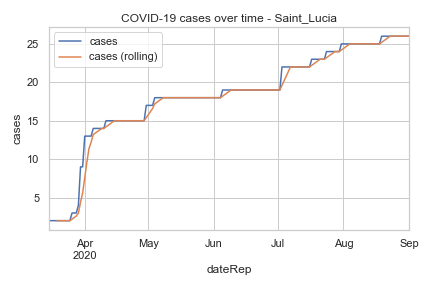 COVID-19 cases over time - Saint_Lucia
cases
cases (rolling)
cases
25
20
15
10
5
Apr
2020
May
Jun
Jul
Aug
Sep
dateRep